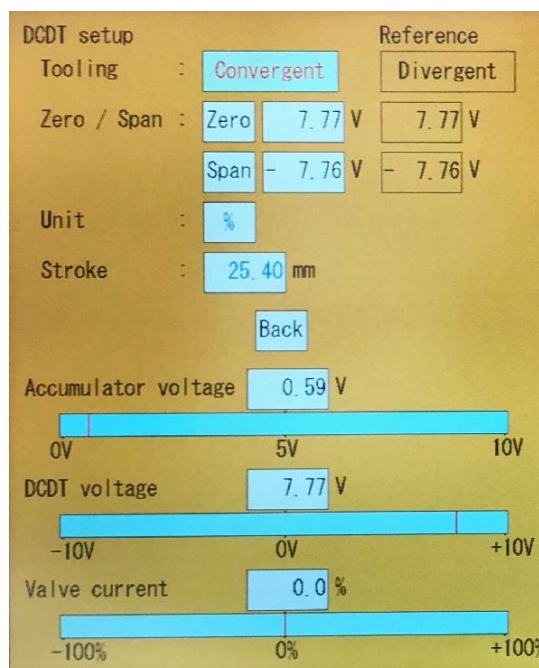 DCDT setup Reference
Tooling : Convergent Divergent
Zero / Span : Zero 7.77 V 7.77 V
Span - 7.76 V - 7.76 V
Unit : %
Stroke : 25.40 mm
Back
Accumulator voltage 0.59 V
0V 5V 10V
DCDT voltage 7.77 V
-10V 0V +10V
Valve current 0.0 %
-100% 0% +100%